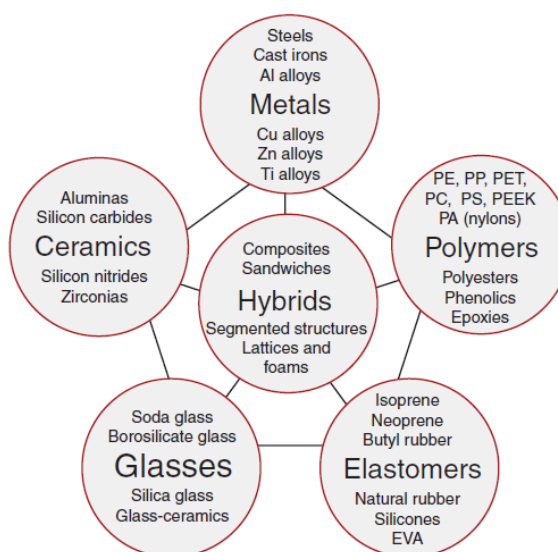 Steels
Cast irons
Al alloys
Metals
Cu alloys
Zn alloys
Ti alloys
Aluminas
Silicon carbides
Ceramics
Silicon nitrides
Zirconias
PE, PP, PET,
PC, PS, PEEK
PA (nylons)
Polymers
Polyesters
Phenolics
Epoxies
Composites
Sandwiches
Hybrids
Segmented structures
Lattices and
foams
Soda glass
Borosilicate glass
Glasses
Silica glass
Glass-ceramics
Isoprene
Neoprene
Butyl rubber
Elastomers
Natural rubber
Silicones
EVA